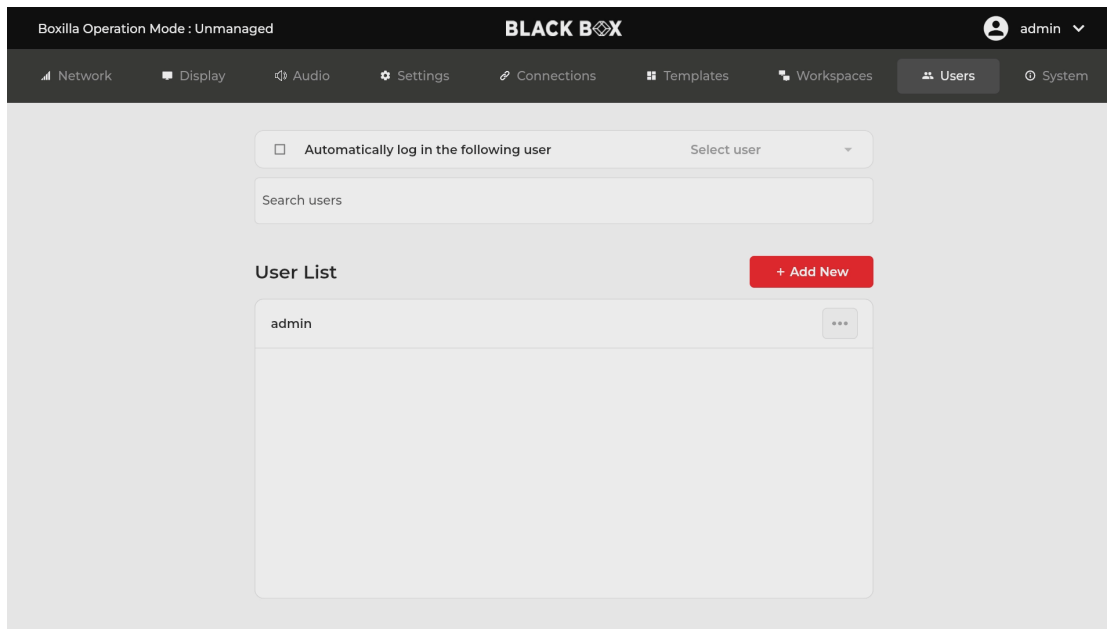 Boxilla Operation Mode : Unmanaged
BLACK BOX
admin
Network Display Audio Settings Connections Templates Workspaces Users System
Automatically log in the following user Select user
Search users
User List
+ Add New
admin